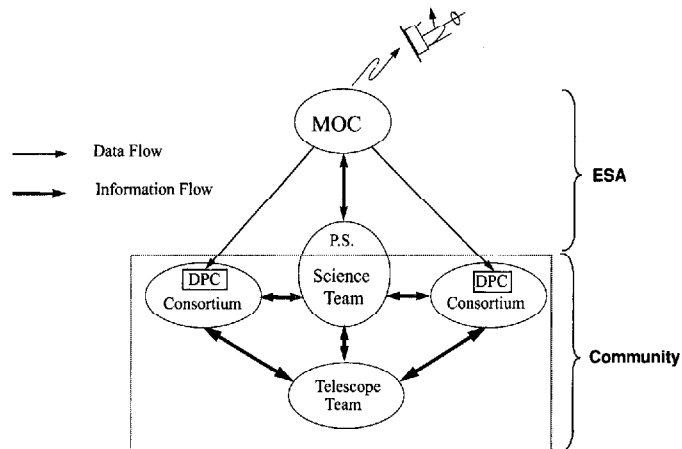 MOC
Data Flow
Information Flow
ESA
P.S.
Science
Team
DPC
Consortium
DPC
Consortium
Community
Telescope
Team